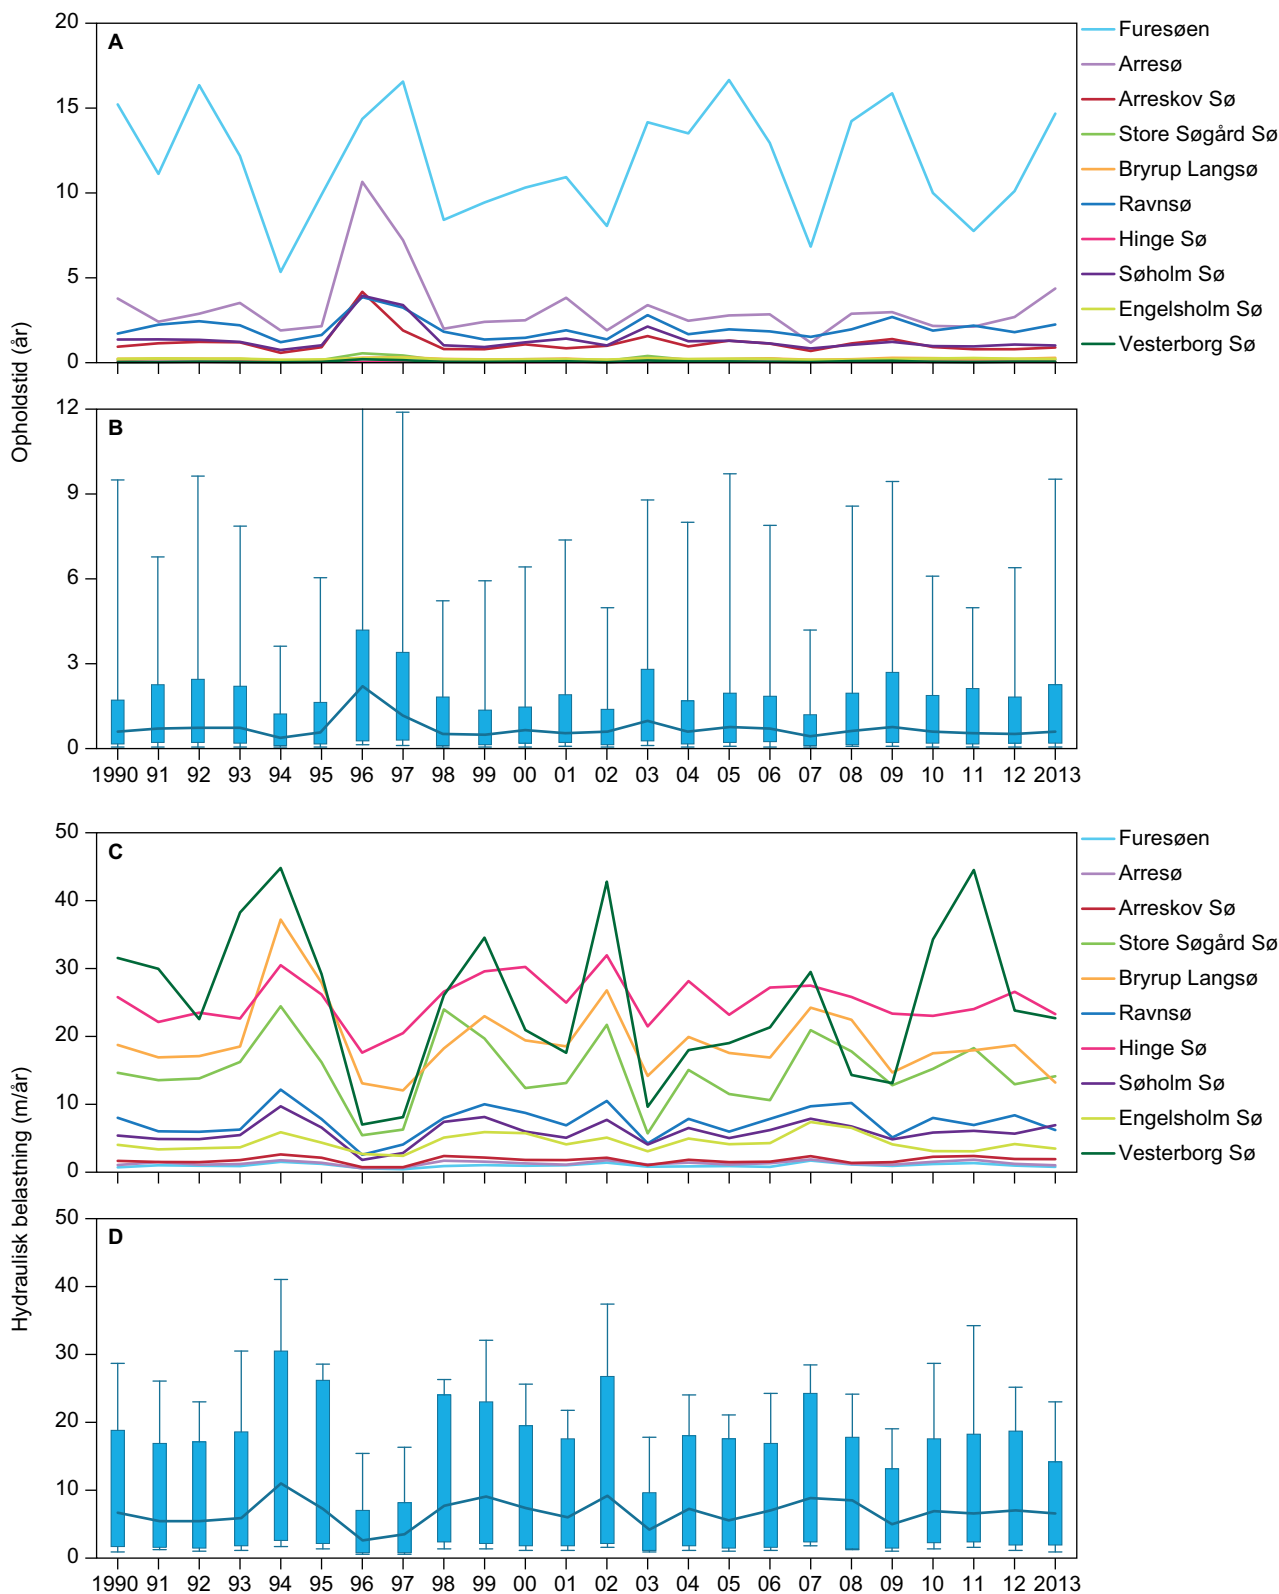 A
20
15
10
5
0
Furesøen
Arresø
Arreskov Sø
Store Søgård Sø
Bryrup Langsø
Ravnsø
Hinge Sø
Søholm Sø
Engelsholm Sø
Vesterborg Sø
Opholdstid (år)
B
12
9
6
3
0
1990 91 92 93 94 95 96 97 98 99 00 01 02 03 04 05 06 07 08 09 10 11 12 2013
C
50
40
30
20
10
0
Furesøen
Arresø
Arreskov Sø
Store Søgård Sø
Bryrup Langsø
Ravnsø
Hinge Sø
Søholm Sø
Engelsholm Sø
Vesterborg Sø
Hydraulisk belastning (m/år)
D
50
40
30
20
10
0
1990 91 92 93 94 95 96 97 98 99 00 01 02 03 04 05 06 07 08 09 10 11 12 2013